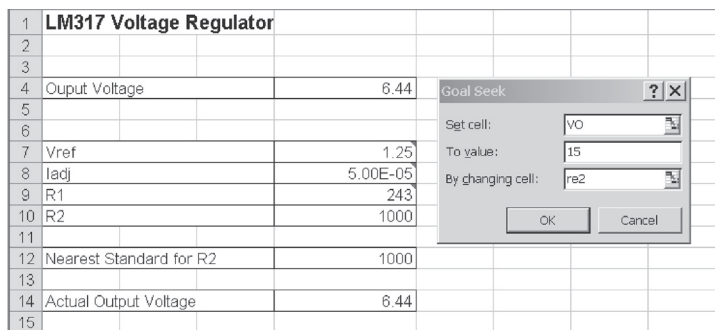 1 LM317 Voltage Regulator
2
3
4 Ouput Voltage 6.44
5
6
7 Vref 1.25
8 Iadj 5.00E-05
9 R1 243
10 R2 1000
11
12 Nearest Standard for R2 1000
13
14 Actual Output Voltage 6.44
15
Goal Seek ? X
Set cell: VO
To value: 15
By changing cell: re2
OK Cancel